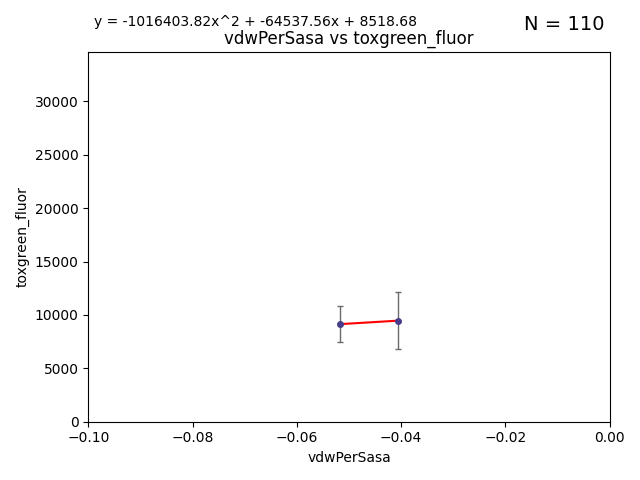 y = -1016403.82x^2 + -64537.56x + 8518.68
N = 110
vdwPerSasa vs toxgreen_fluor
30000
25000
20000
15000
10000
5000
0
toxgreen_fluor
−0.10 −0.08 −0.06 −0.04 −0.02 0.00
vdwPerSasa